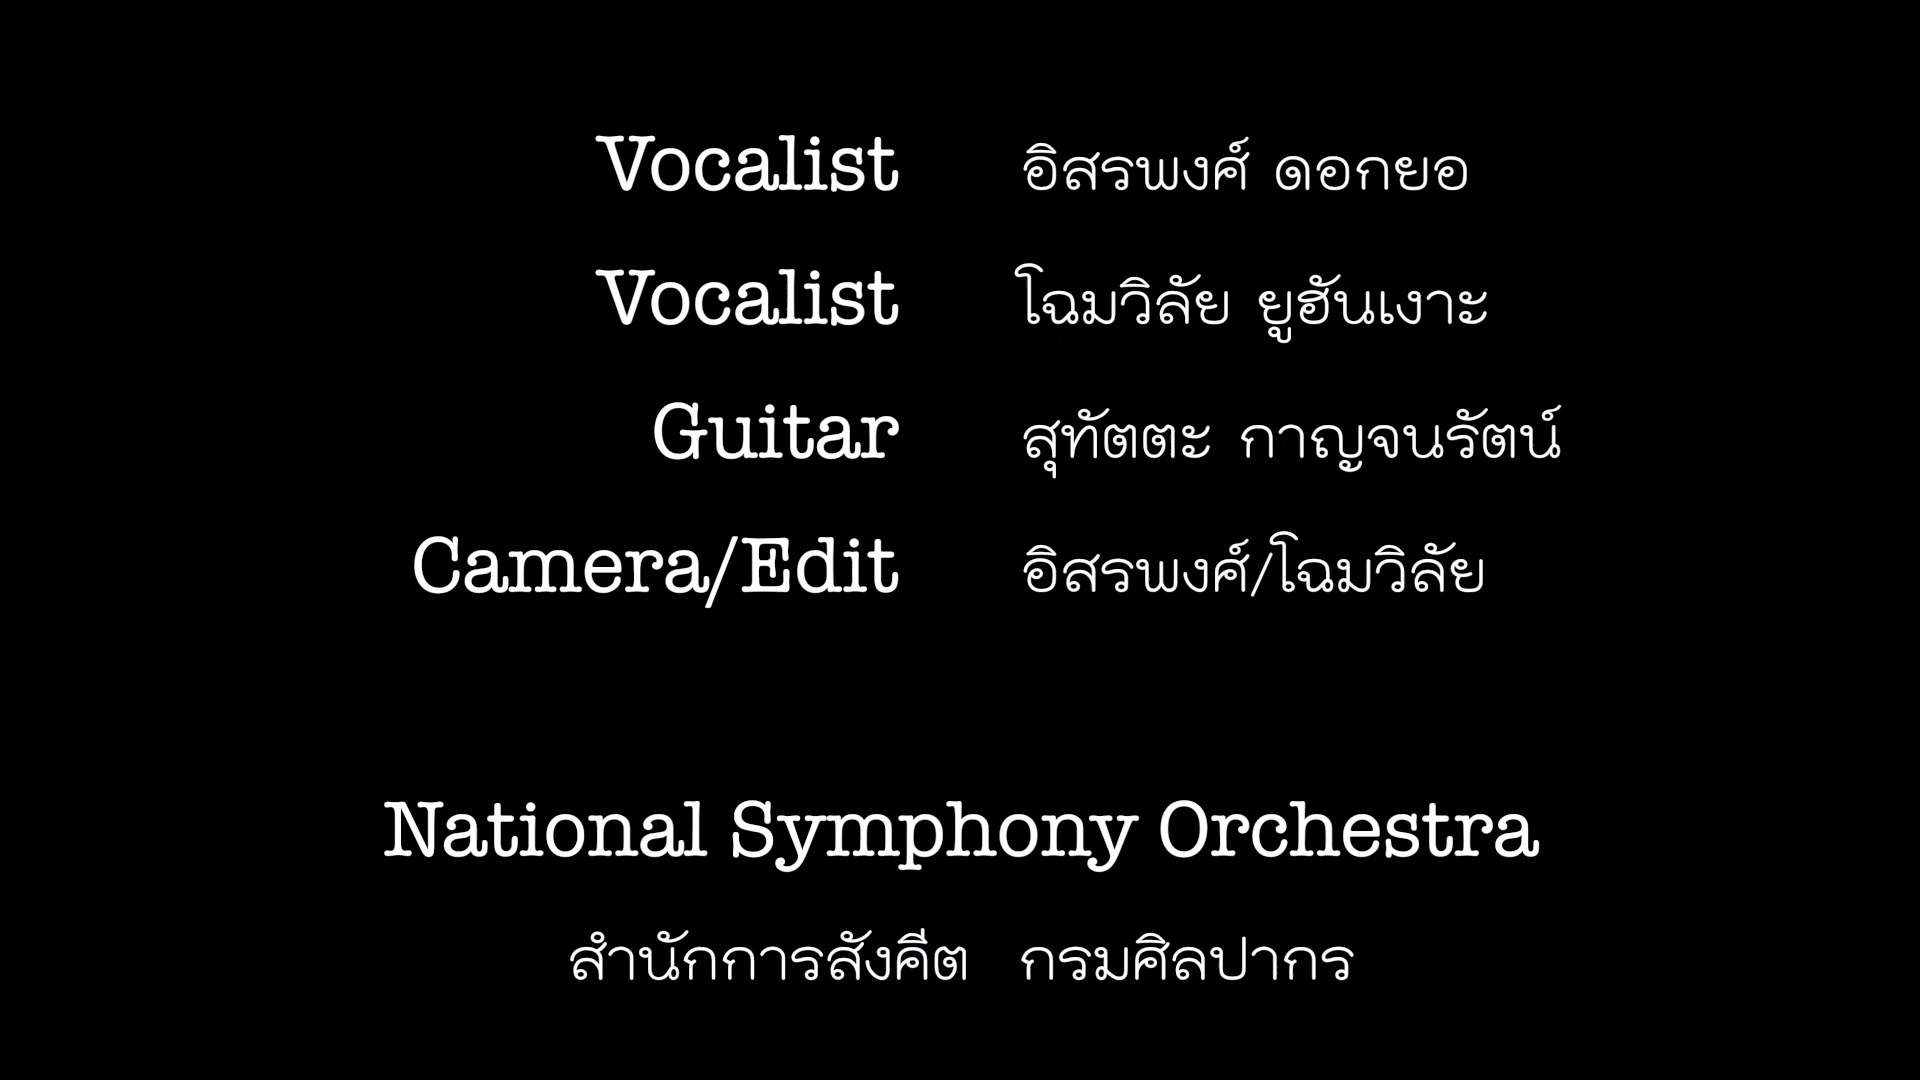 Vocalist อิสรพงศ์ ดอกยอ
Vocalist โฉมวิลัย ยูฮันเงาะ
Guitar สุทัตตะ กาญจนรัตน์
Camera/Edit อิสรพงศ์/โฉมวิลัย
National Symphony Orchestra
สำนักการสังคีต กรมศิลปากร